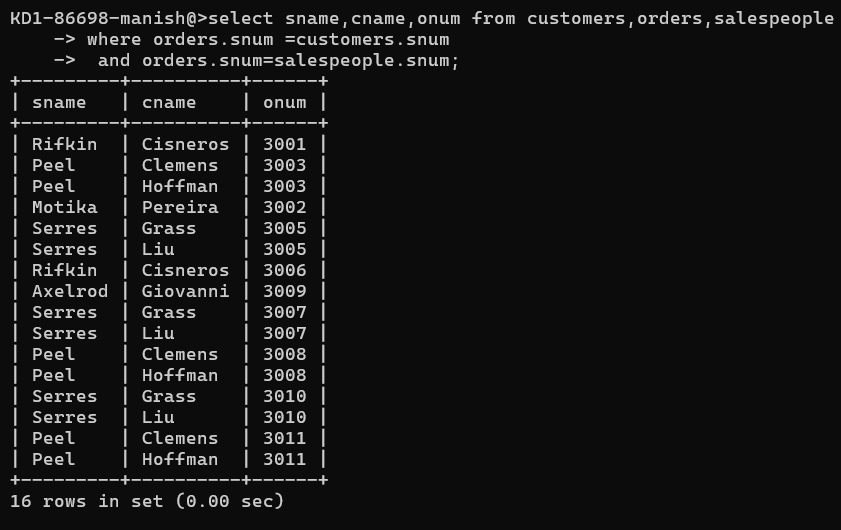 KD1-86698-manish@>select sname,cname,onum from customers,orders,salespeople
    -> where orders.snum =customers.snum
    ->  and orders.snum=salespeople.snum;
+---------+----------+------+
| sname   | cname    | onum |
+---------+----------+------+
| Rifkin  | Cisneros | 3001 |
| Peel    | Clemens  | 3003 |
| Peel    | Hoffman  | 3003 |
| Motika  | Pereira  | 3002 |
| Serres  | Grass    | 3005 |
| Serres  | Liu      | 3005 |
| Rifkin  | Cisneros | 3006 |
| Axelrod | Giovanni | 3009 |
| Serres  | Grass    | 3007 |
| Serres  | Liu      | 3007 |
| Peel    | Clemens  | 3008 |
| Peel    | Hoffman  | 3008 |
| Serres  | Grass    | 3010 |
| Serres  | Liu      | 3010 |
| Peel    | Clemens  | 3011 |
| Peel    | Hoffman  | 3011 |
+---------+----------+------+
16 rows in set (0.00 sec)